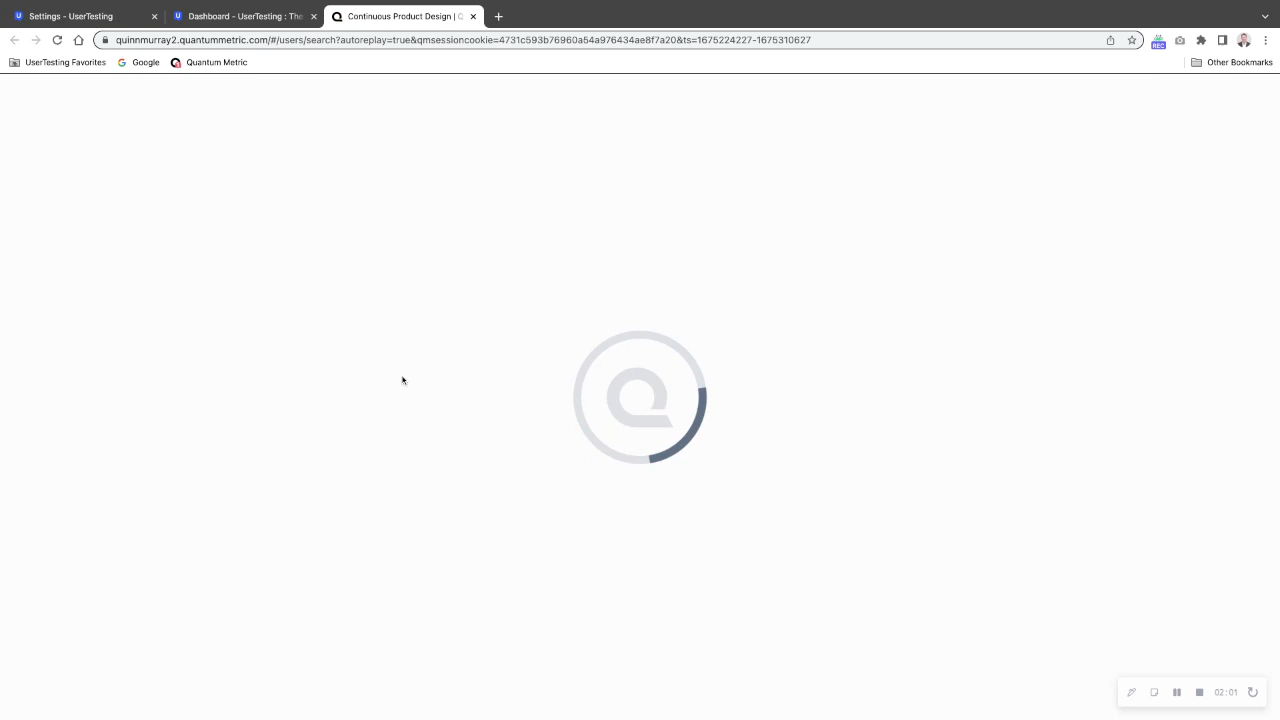 Settings - UserTesting
Dashboard - UserTesting : The
Continuous Product Design | Q
quinnmurray2.quantummetric.com/#/users/search?autoreplay=true&qmsessioncookie=4731c593b76960a54a976434ae8f7a20&ts=1675224227-1675310627
REC
UserTesting Favorites
Google
Quantum Metric
Other Bookmarks
02:01